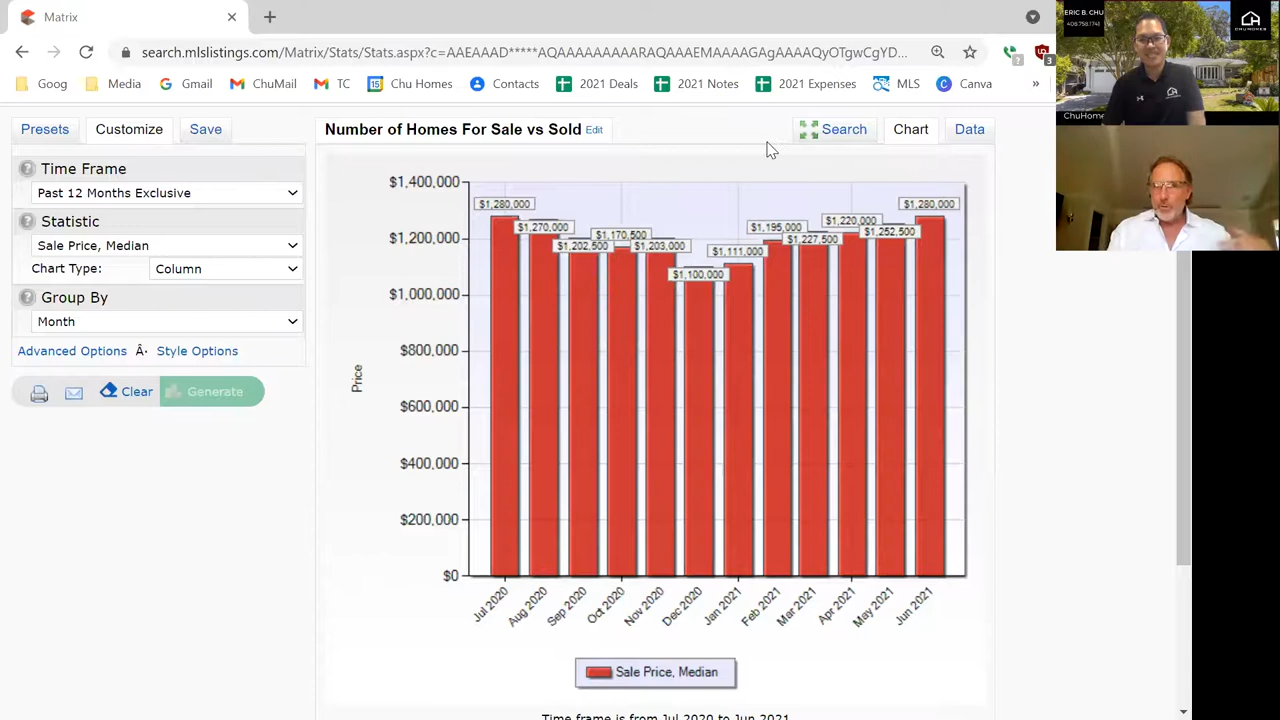 Matrix
search.mlslistings.com/Matrix/Stats/Stats.aspx?c=AAEAAAD*****AQAAAAAAAAARAQAAAEMAAAAGAgAAAAQyOTgwCgYD...
Goog Media Gmail ChuMail TC Chu Homes Contacts 2021 Deals 2021 Notes 2021 Expenses MLS Canva »
ERIC B. CHU
408.758.1741
CHUHOMES
ChuHome
Presets Customize Save
Number of Homes For Sale vs Sold Edit
Search Chart Data
Time Frame
Past 12 Months Exclusive
Statistic
Sale Price, Median
Chart Type: Column
Group By
Month
Advanced Options Â· Style Options
Clear Generate
Price
$1,400,000
$1,200,000
$1,000,000
$800,000
$600,000
$400,000
$200,000
$0
$1,280,000
$1,270,000
$1,202,500
$1,170,500
$1,203,000
$1,100,000
$1,111,000
$1,195,000
$1,227,500
$1,220,000
$1,252,500
$1,280,000
Jul 2020
Aug 2020
Sep 2020
Oct 2020
Nov 2020
Dec 2020
Jan 2021
Feb 2021
Mar 2021
Apr 2021
May 2021
Jun 2021
Sale Price, Median
Time frame is from Jul 2020 to Jun 2021